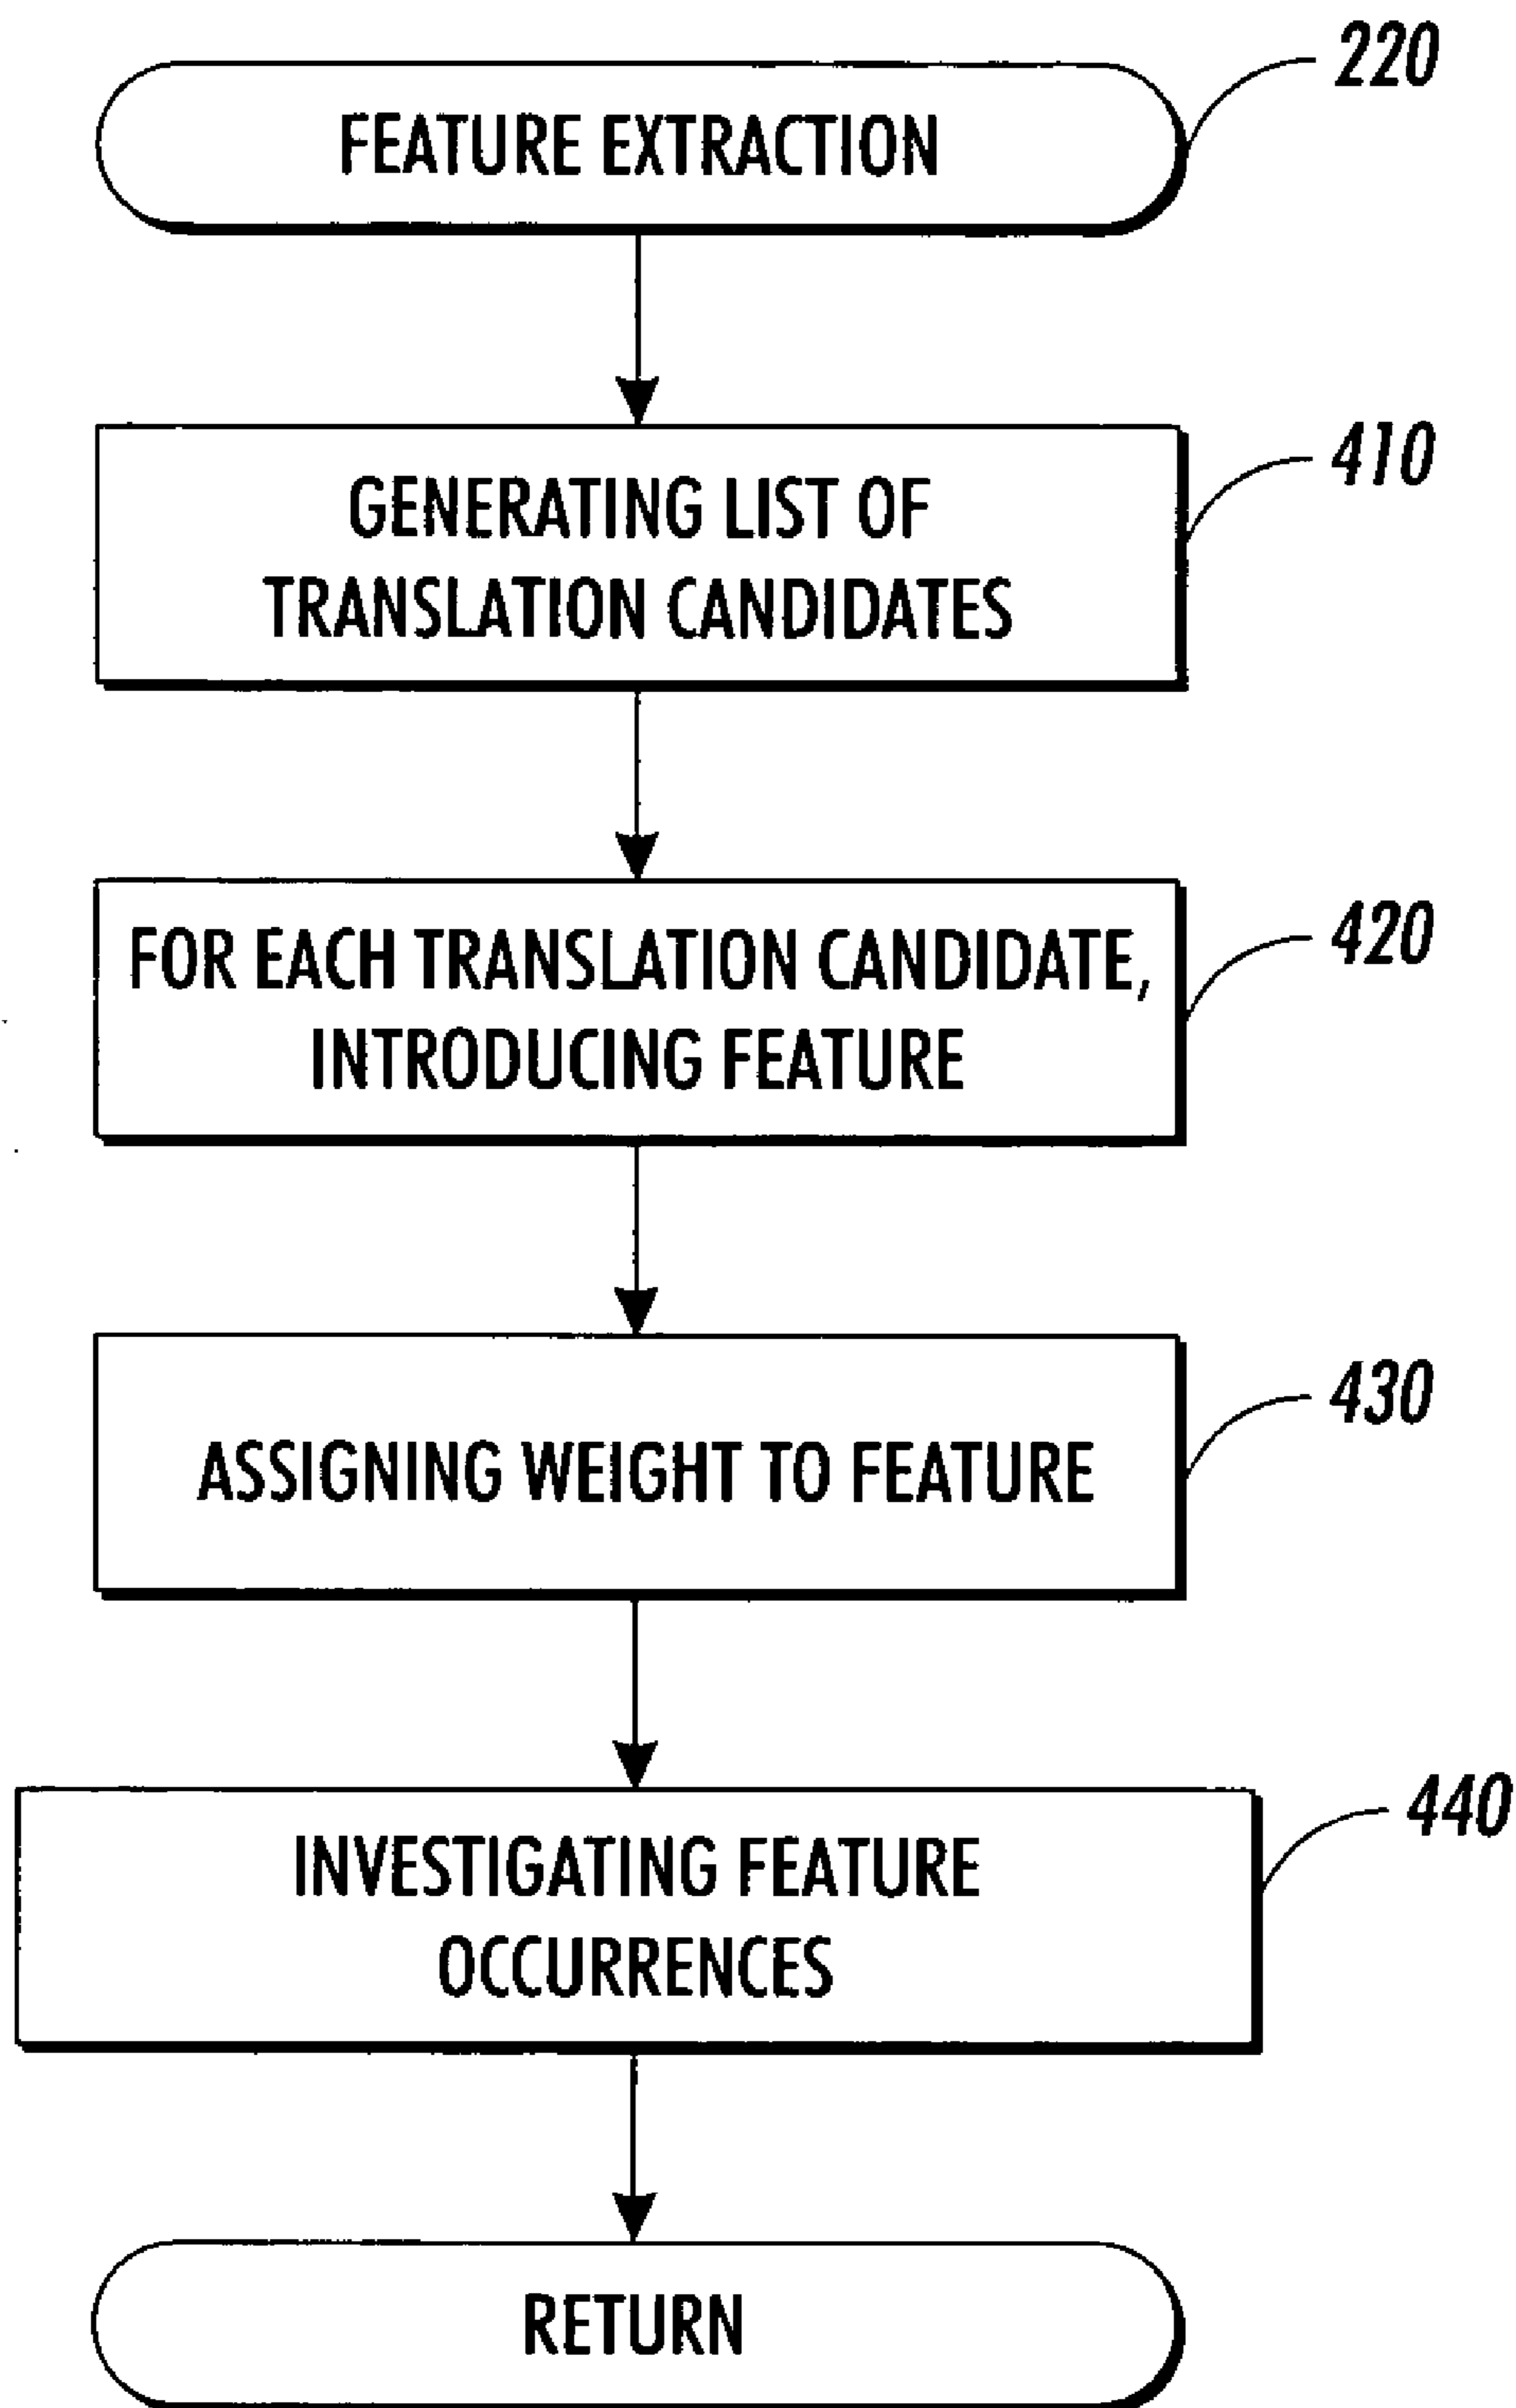 220
FEATURE EXTRACTION
410
GENERATING LIST OF
TRANSLATION CANDIDATES
420
FOR EACH TRANSLATION CANDIDATE,
INTRODUCING FEATURE
430
ASSIGNING WEIGHT TO FEATURE
440
INVESTIGATING FEATURE
OCCURRENCES
RETURN